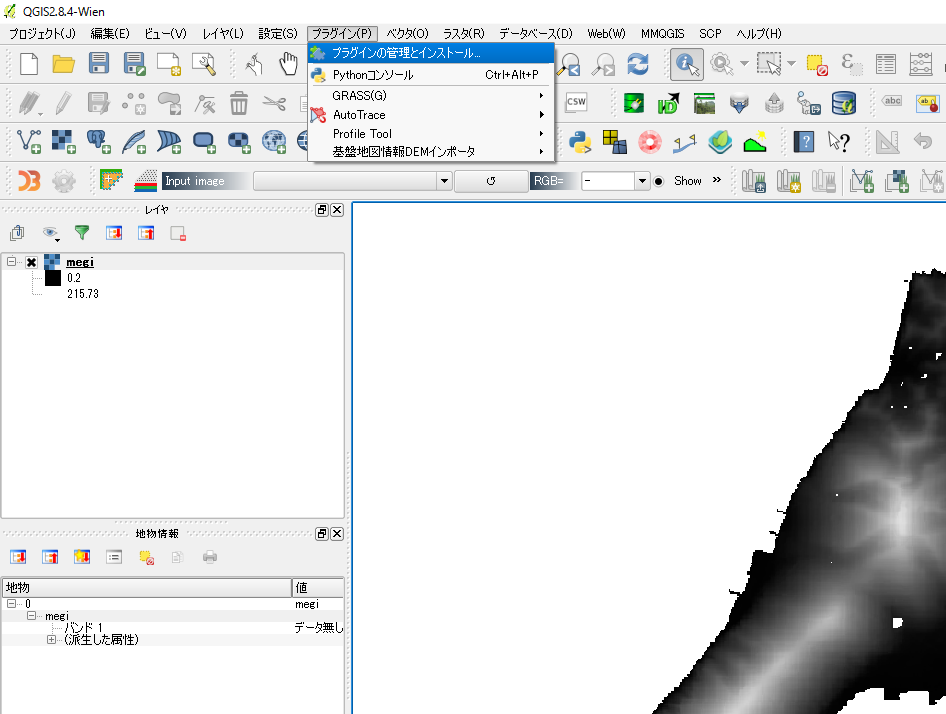 QGIS2.8.4-Wien
プロジェクト(J) 編集(E) ビュー(V) レイヤ(L) 設定(S) プラグイン(P) ベクタ(O) ラスタ(R) データベース(D) Web(W) MMQGIS SCP ヘルプ(H)
プラグインの管理とインストール...
Pythonコンソール Ctrl+Alt+P
GRASS(G)
AutoTrace
Profile Tool
基盤地図情報DEMインポータ
CSW
abc
ab
Input image
RGB=
-
Show
»
レイヤ
megi
0.2
215.73
地物情報
地物 値
0 megi
megi
バンド 1 データ無し
(派生した属性)